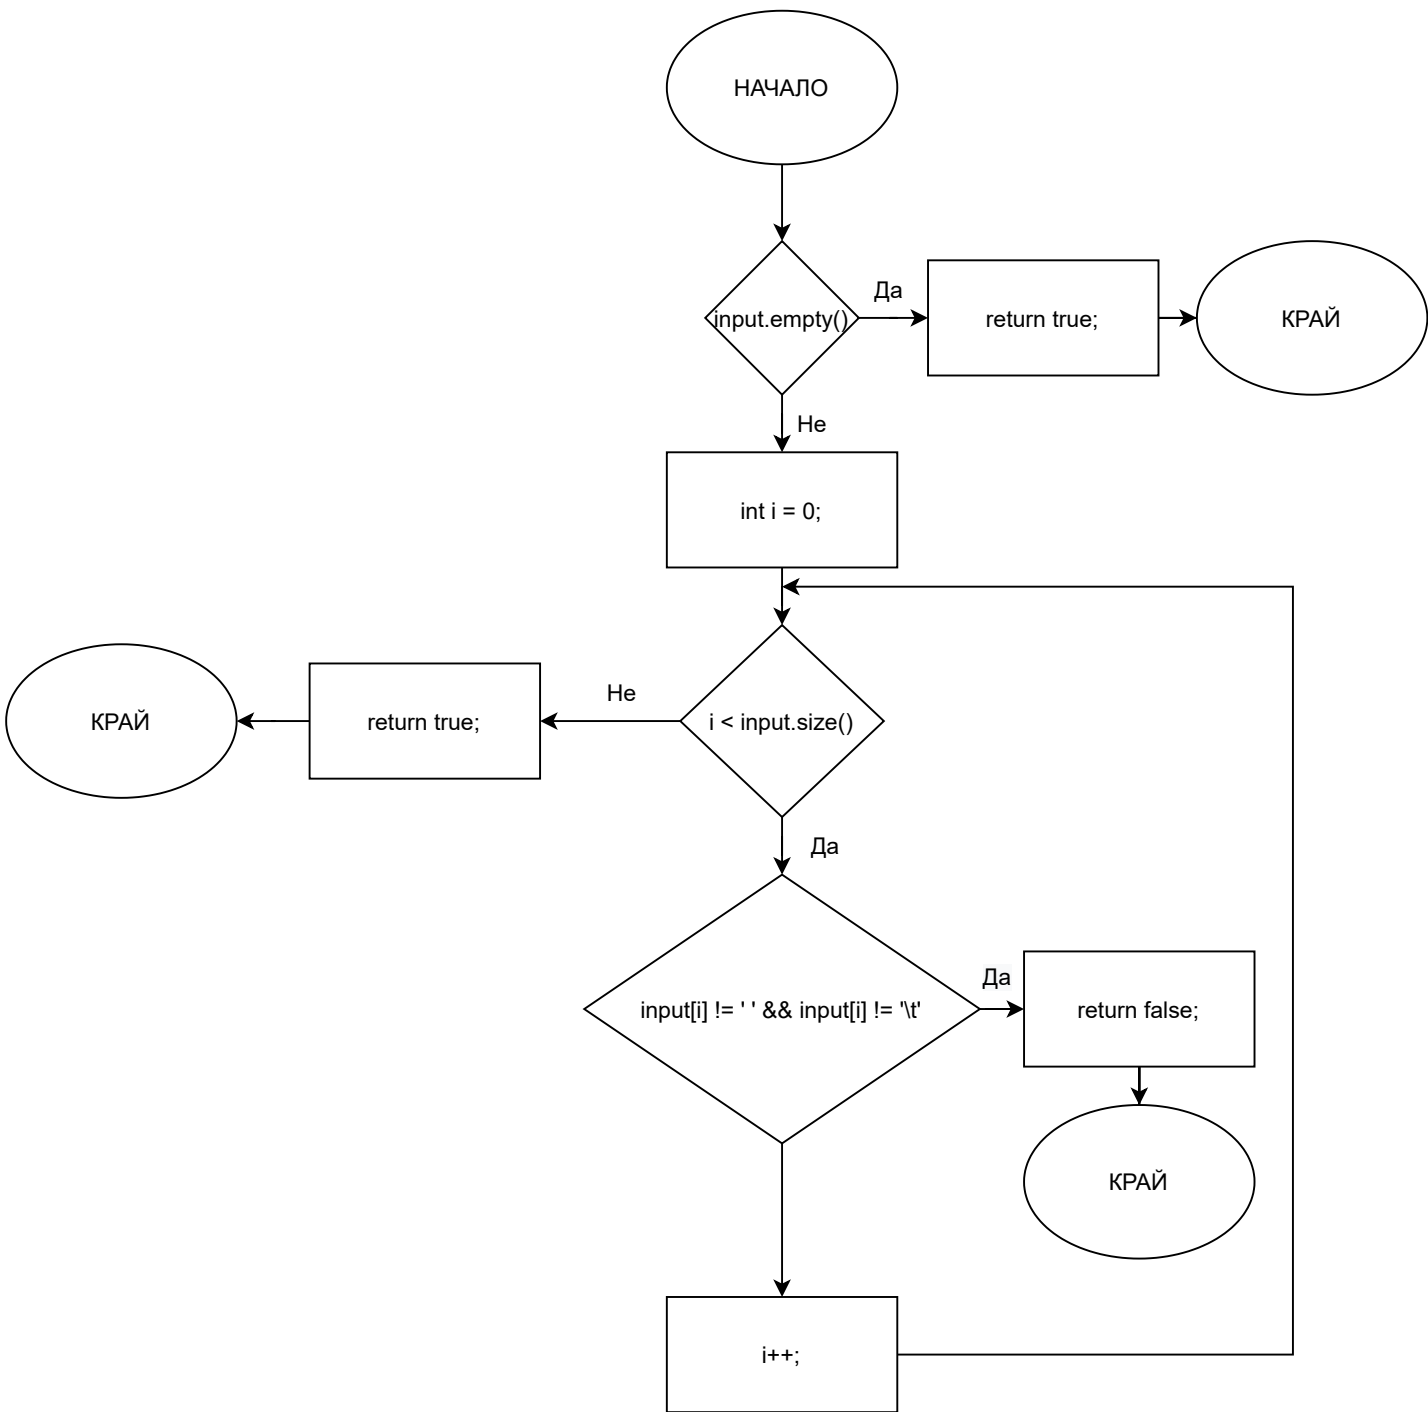 НАЧАЛО
input.empty()
Да
return true;
КРАЙ
Не
int i = 0;
КРАЙ
return true;
Не
i < input.size()
Да
input[i] != ' ' && input[i] != '\t'
Да
return false;
КРАЙ
i++;